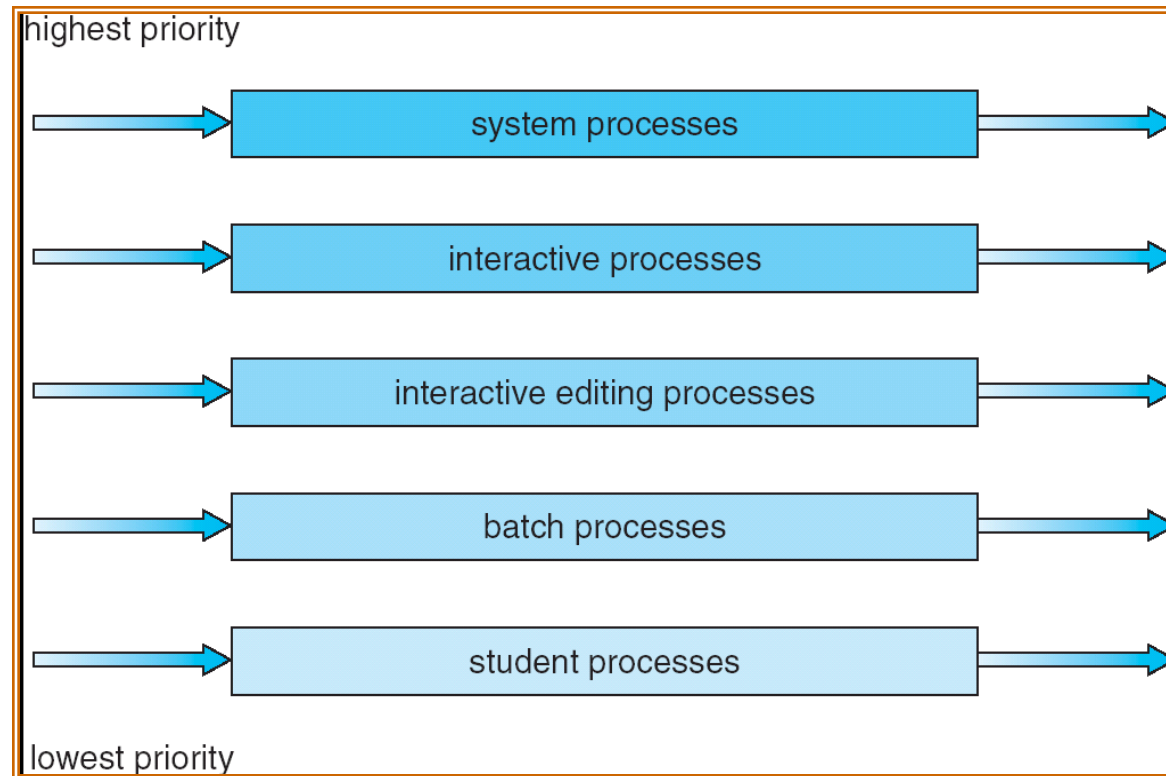 highest priority
system processes
interactive processes
interactive editing processes
batch processes
student processes
lowest priority